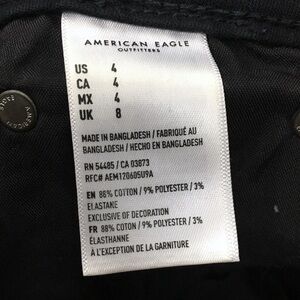 AMERICAN EAGLE
OUTFITTERS
US 4
CA 4
MX 4
UK 8
MADE IN BANGLADESH / FABRIQUÉ AU
BANGLADESH / HECHO EN BANGLADESH
RN 54485 / CA 03873
RFC# AEM120605U9A
EN 88% COTTON / 9% POLYESTER / 3%
ELASTANE
EXCLUSIVE OF DECORATION
FR 88% COTON / 9% POLYESTER / 3%
ÉLASTHANNE
À L'EXCEPTION DE LA GARNITURE
AMERICAN
EAGLE